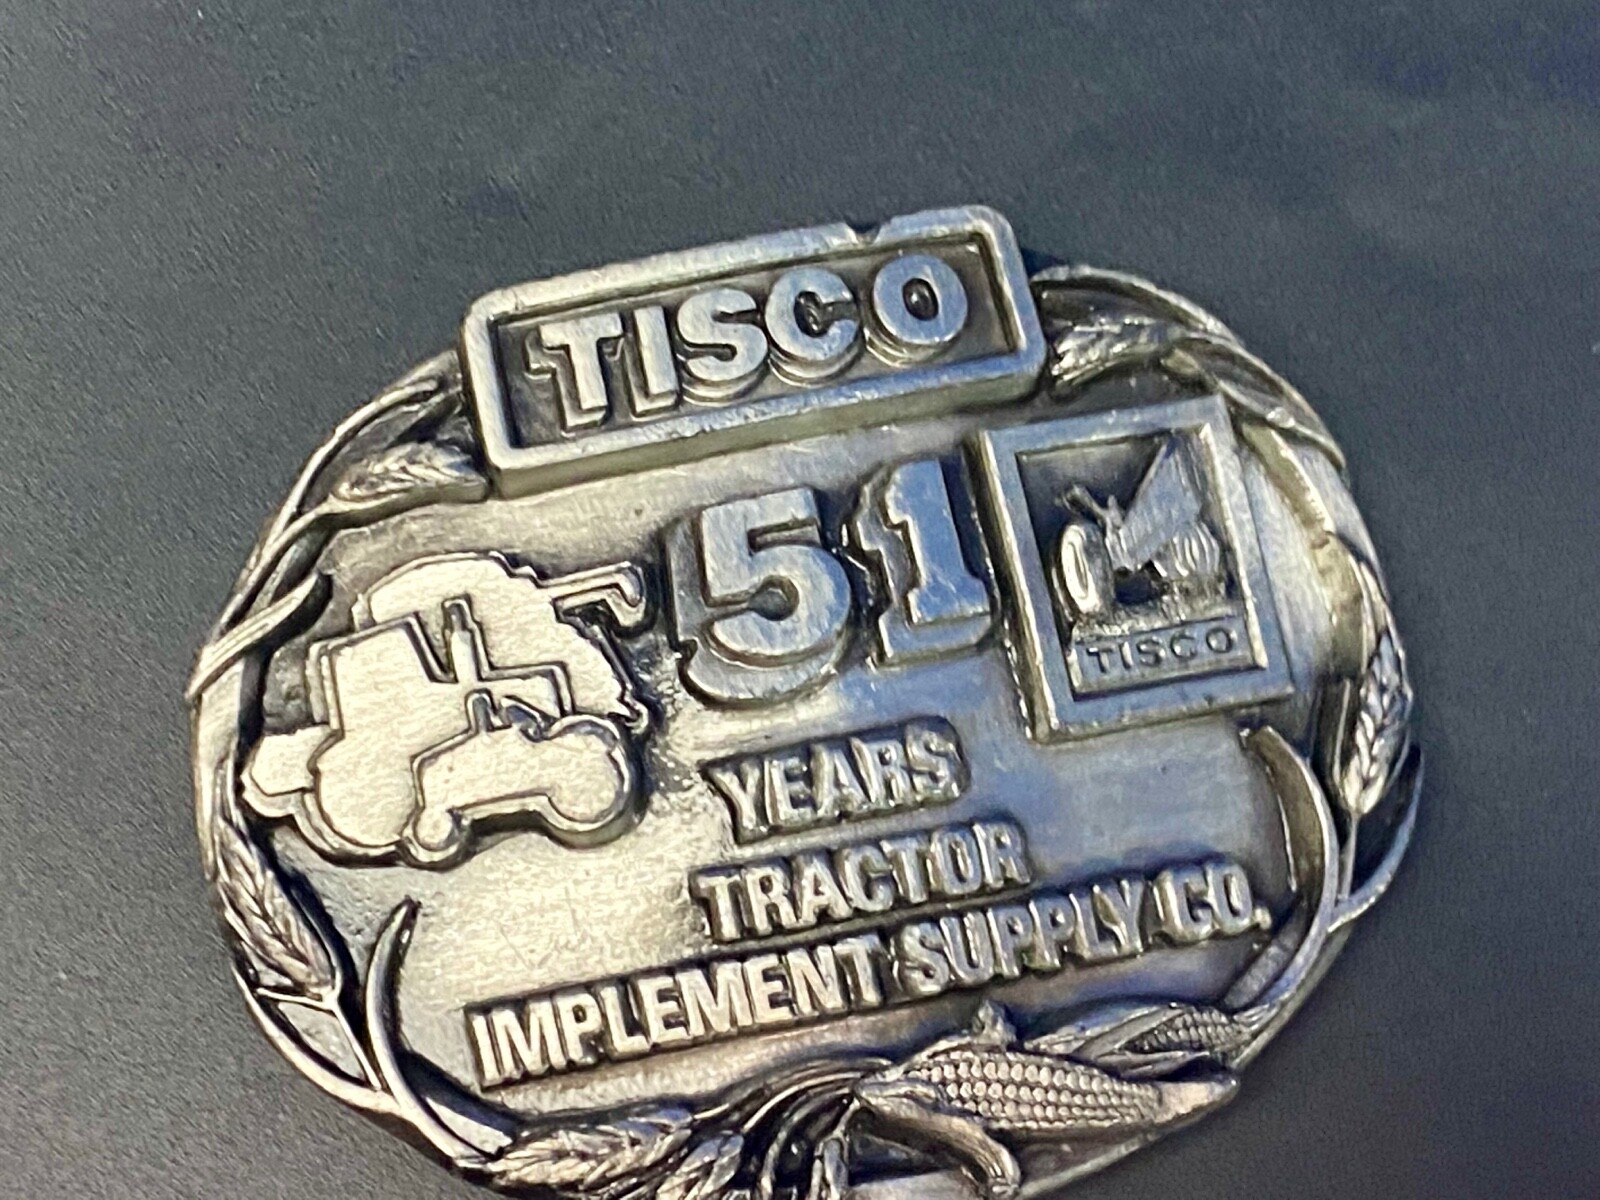 TISCO
51
TISCO
YEARS
TRACTOR
IMPLEMENT SUPPLY CO.